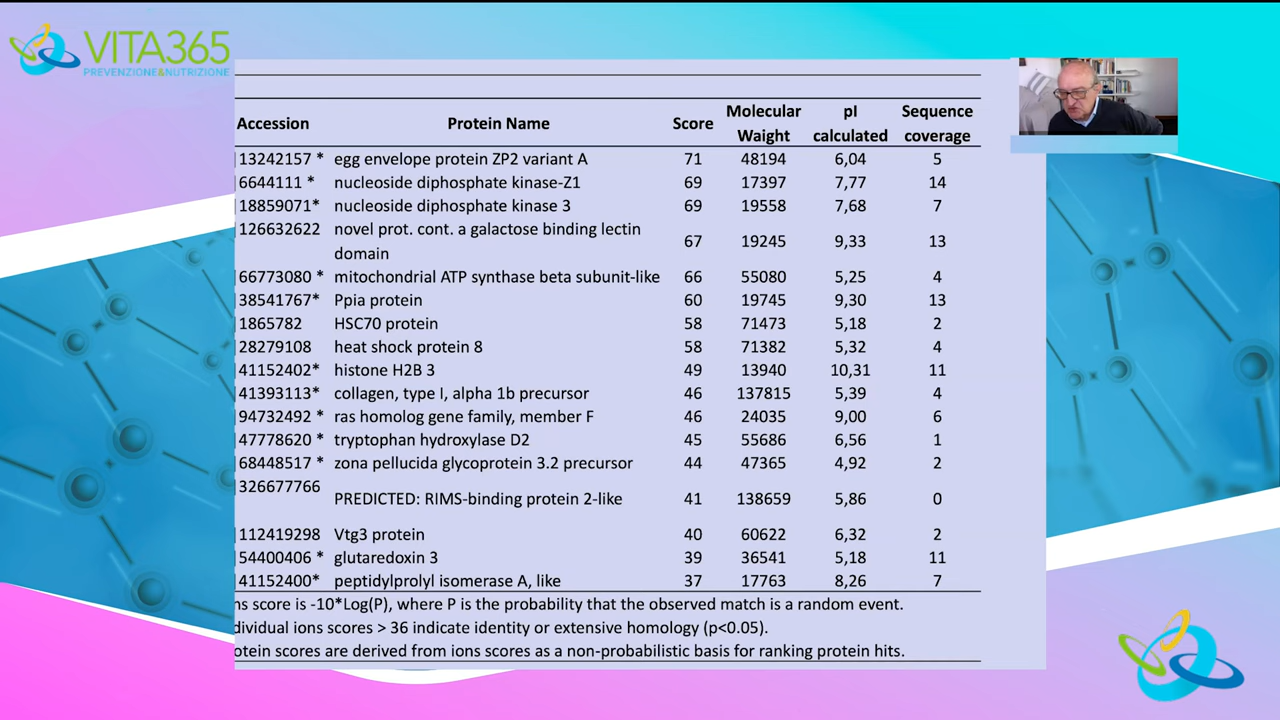 VITA365
PREVENZIONE&NUTRIZIONE
Accession Protein Name Score Molecular Weight pI calculated Sequence coverage
|13242157 * egg envelope protein ZP2 variant A 71 48194 6,04 5
|6644111 * nucleoside diphosphate kinase-Z1 69 17397 7,77 14
|18859071* nucleoside diphosphate kinase 3 69 19558 7,68 7
|126632622 novel prot. cont. a galactose binding lectin domain 67 19245 9,33 13
|66773080 * mitochondrial ATP synthase beta subunit-like 66 55080 5,25 4
|38541767* Ppia protein 60 19745 9,30 13
|1865782 HSC70 protein 58 71473 5,18 2
|28279108 heat shock protein 8 58 71382 5,32 4
|41152402* histone H2B 3 49 13940 10,31 11
|41393113* collagen, type I, alpha 1b precursor 46 137815 5,39 4
|94732492 * ras homolog gene family, member F 46 24035 9,00 6
|47778620 * tryptophan hydroxylase D2 45 55686 6,56 1
|68448517 * zona pellucida glycoprotein 3.2 precursor 44 47365 4,92 2
|326677766 PREDICTED: RIMS-binding protein 2-like 41 138659 5,86 0
|112419298 Vtg3 protein 40 60622 6,32 2
|54400406 * glutaredoxin 3 39 36541 5,18 11
|41152400* peptidylprolyl isomerase A, like 37 17763 8,26 7
ns score is -10*Log(P), where P is the probability that the observed match is a random event.
dividual ions scores > 36 indicate identity or extensive homology (p<0.05).
otein scores are derived from ions scores as a non-probabilistic basis for ranking protein hits.